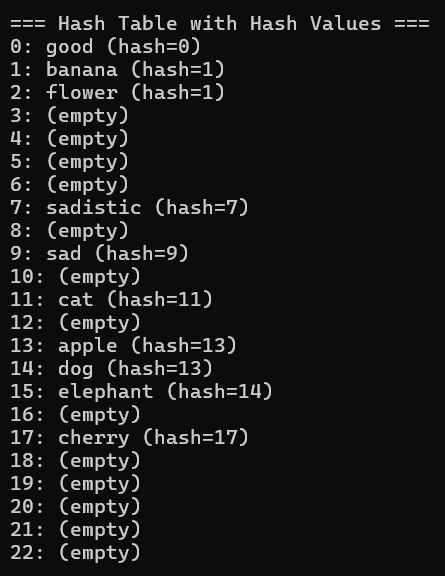 === Hash Table with Hash Values ===
0: good (hash=0)
1: banana (hash=1)
2: flower (hash=1)
3: (empty)
4: (empty)
5: (empty)
6: (empty)
7: sadistic (hash=7)
8: (empty)
9: sad (hash=9)
10: (empty)
11: cat (hash=11)
12: (empty)
13: apple (hash=13)
14: dog (hash=13)
15: elephant (hash=14)
16: (empty)
17: cherry (hash=17)
18: (empty)
19: (empty)
20: (empty)
21: (empty)
22: (empty)